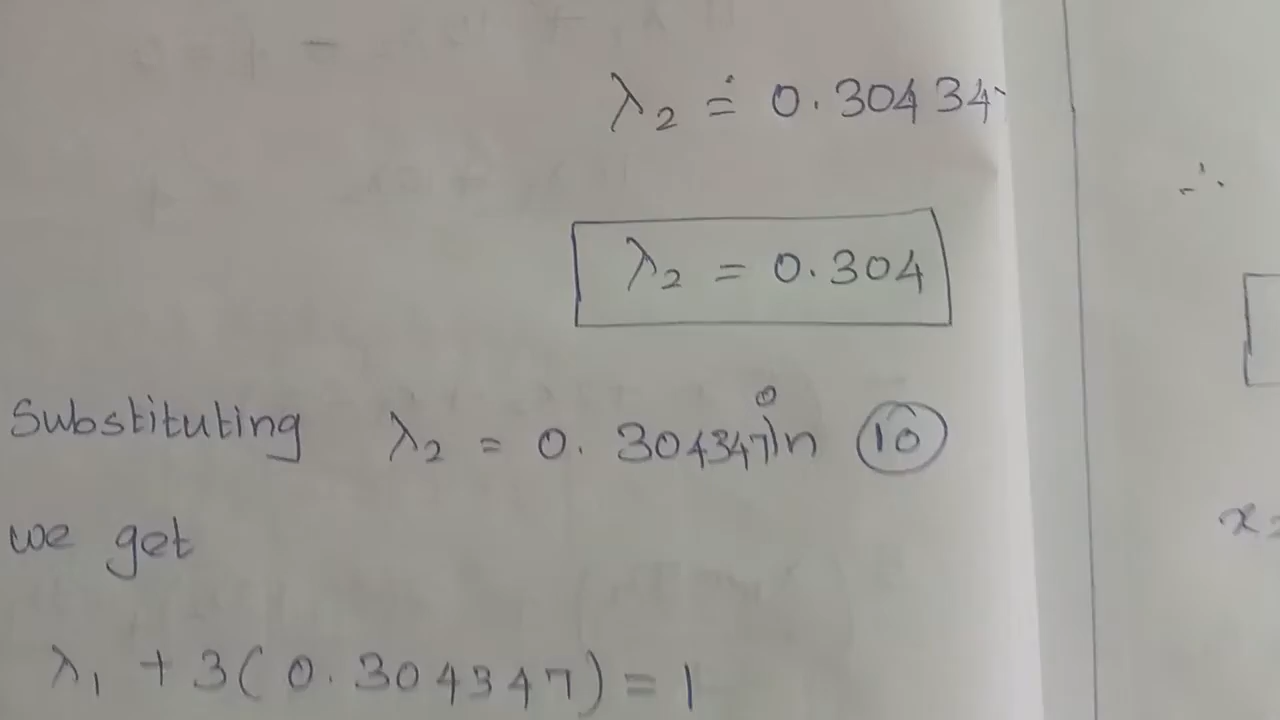 λ₂ = 0.30434
∴
λ₂ = 0.304
Substituting λ₂ = 0.304347 in ⑩
x =
we get
λ₁ + 3(0.304347) = 1